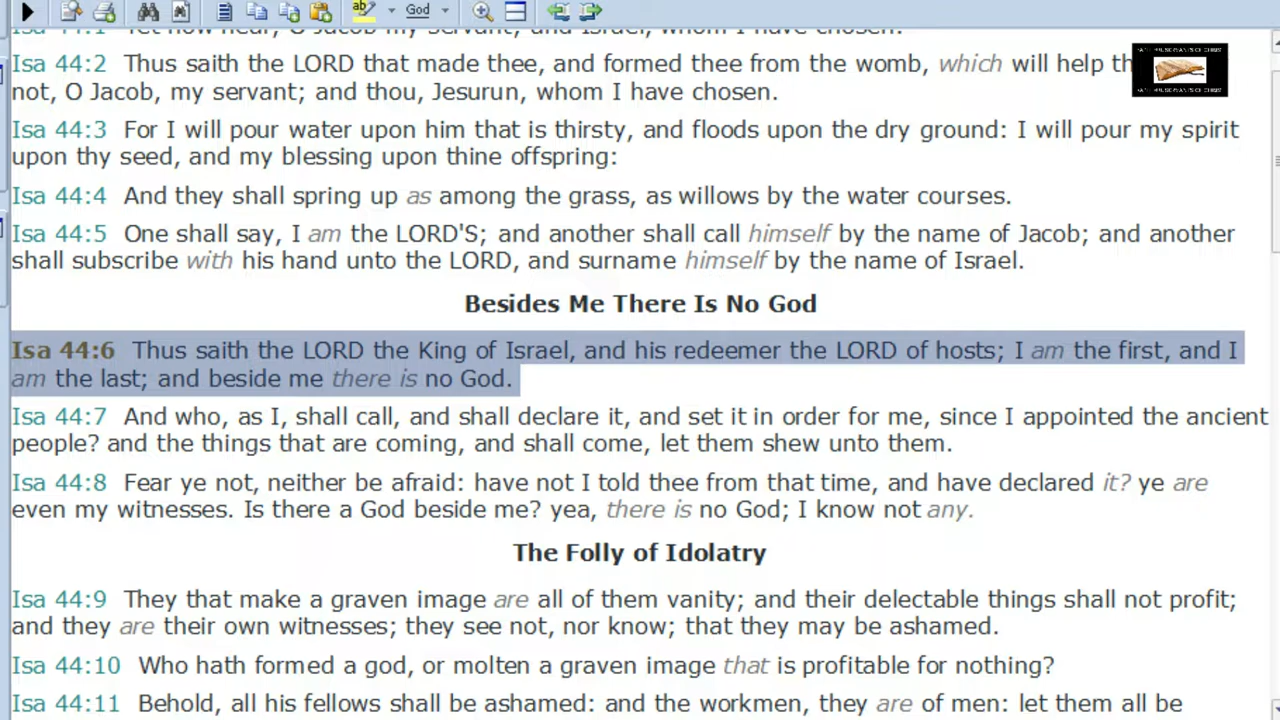 God
Isa 44:1 Yet now hear, O Jacob my servant; and Israel, whom I have chosen:
Isa 44:2 Thus saith the LORD that made thee, and formed thee from the womb, which will help
not, O Jacob, my servant; and thou, Jesurun, whom I have chosen.
Isa 44:3 For I will pour water upon him that is thirsty, and floods upon the dry ground: I will pour my spirit
upon thy seed, and my blessing upon thine offspring:
Isa 44:4 And they shall spring up as among the grass, as willows by the water courses.
Isa 44:5 One shall say, I am the LORD'S; and another shall call himself by the name of Jacob; and another
shall subscribe with his hand unto the LORD, and surname himself by the name of Israel.
Besides Me There Is No God
Isa 44:6 Thus saith the LORD the King of Israel, and his redeemer the LORD of hosts; I am the first, and I
am the last; and beside me there is no God.
Isa 44:7 And who, as I, shall call, and shall declare it, and set it in order for me, since I appointed the ancient
people? and the things that are coming, and shall come, let them shew unto them.
Isa 44:8 Fear ye not, neither be afraid: have not I told thee from that time, and have declared it? ye are
even my witnesses. Is there a God beside me? yea, there is no God; I know not any.
The Folly of Idolatry
Isa 44:9 They that make a graven image are all of them vanity; and their delectable things shall not profit;
and they are their own witnesses; they see not, nor know; that they may be ashamed.
Isa 44:10 Who hath formed a god, or molten a graven image that is profitable for nothing?
Isa 44:11 Behold, all his fellows shall be ashamed: and the workmen, they are of men: let them all be